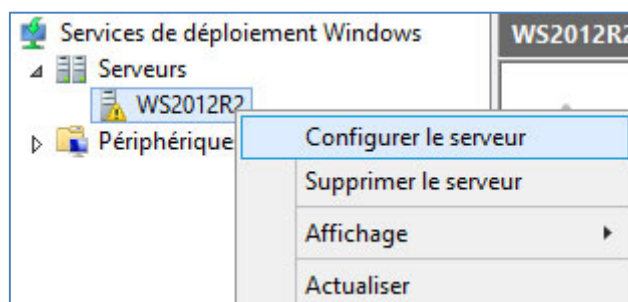 Services de déploiement Windows
WS2012R2
Serveurs
WS2012R2
Périphérique
Configurer le serveur
Supprimer le serveur
Affichage
Actualiser